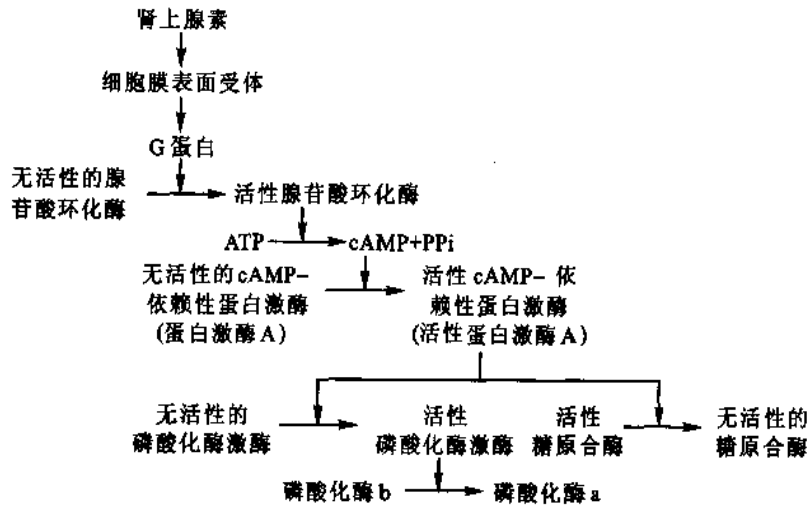 肾上腺素
细胞膜表面受体
G蛋白
无活性的腺
苷酸环化酶
活性腺苷酸环化酶
ATP
cAMP+PPi
无活性的cAMP-
依赖性蛋白激酶
(蛋白激酶A)
活性cAMP-依
赖性蛋白激酶
(活性蛋白激酶A)
无活性的
磷酸化酶激酶
活性
磷酸化酶激酶
活性
糖原合酶
无活性的
糖原合酶
磷酸化酶b
磷酸化酶a